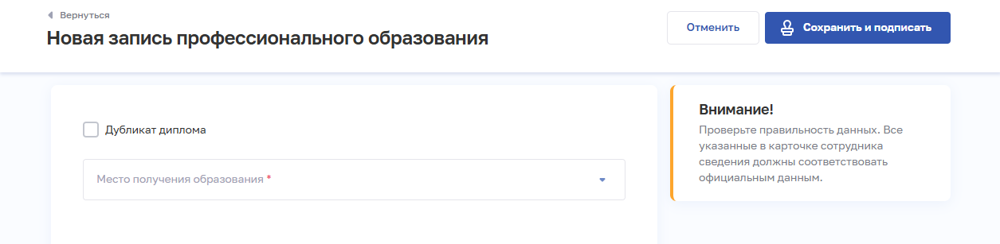 Вернуться
Новая запись профессионального образования
Отменить
Сохранить и подписать
Дубликат диплома
Место получения образования *
Внимание!
Проверьте правильность данных. Все
указанные в карточке сотрудника
сведения должны соответствовать
официальным данным.